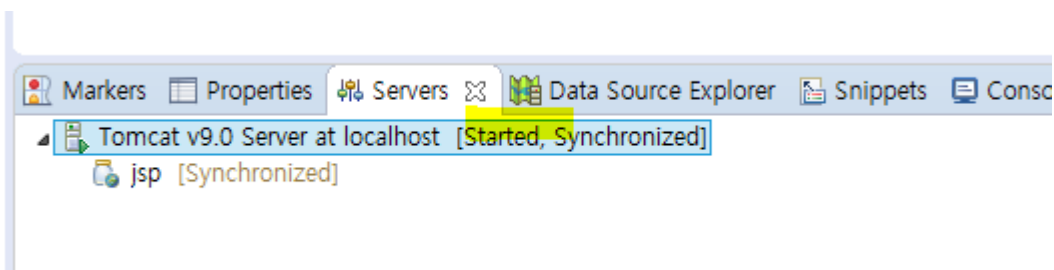 Markers Properties Servers Data Source Explorer Snippets Conso
Tomcat v9.0 Server at localhost [Started, Synchronized]
jsp [Synchronized]